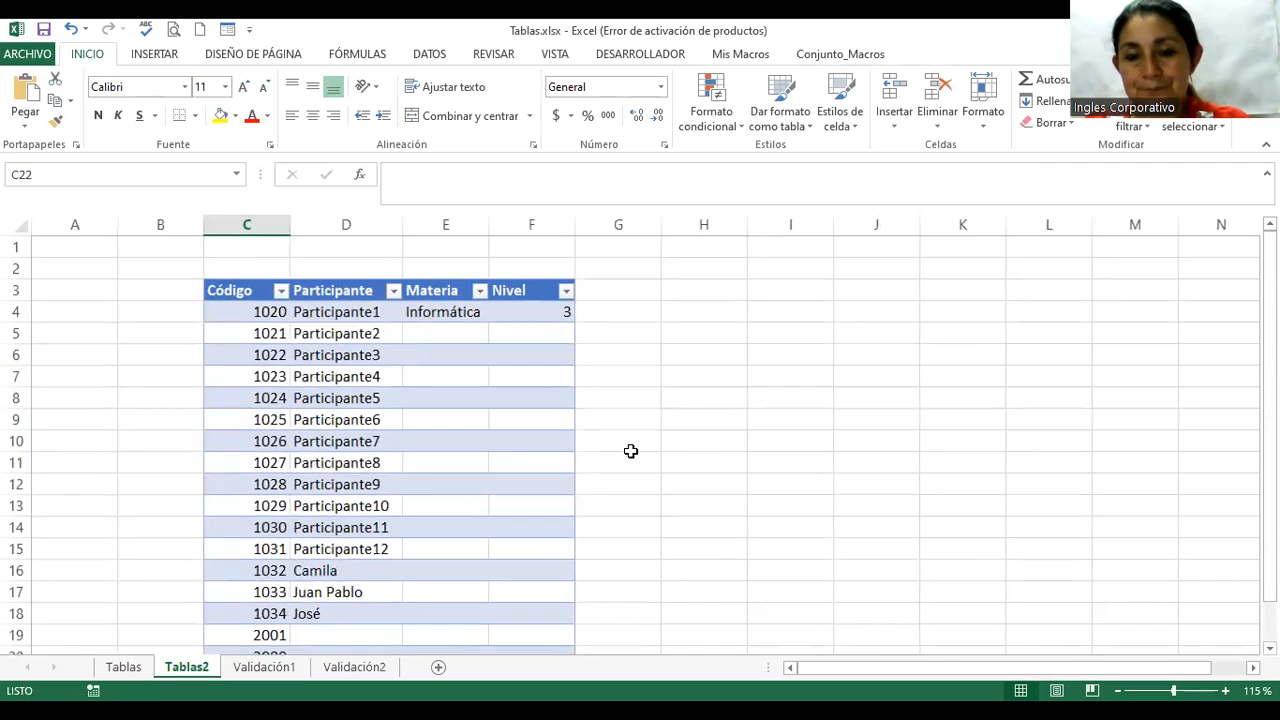 Tablas.xlsx - Excel (Error de activación de productos)
ARCHIVO INICIO INSERTAR DISEÑO DE PÁGINA FÓRMULAS DATOS REVISAR VISTA DESARROLLADOR Mis Macros Conjunto_Macros
Pegar
Calibri 11
N K S
Ajustar texto
Combinar y centrar
General
$ % 000
Formato condicional
Dar formato como tabla
Estilos de celda
Insertar Eliminar Formato
Autosu
Rellena
Borrar
filtrar
seleccionar
Ingles Corporativo
Portapapeles Fuente Alineación Número Estilos Celdas Modificar
C22 fx
A B C D E F G H I J K L M N
1
2
3 Código Participante Materia Nivel
4 1020 Participante1 Informática 3
5 1021 Participante2
6 1022 Participante3
7 1023 Participante4
8 1024 Participante5
9 1025 Participante6
10 1026 Participante7
11 1027 Participante8
12 1028 Participante9
13 1029 Participante10
14 1030 Participante11
15 1031 Participante12
16 1032 Camila
17 1033 Juan Pablo
18 1034 José
19 2001
Tablas Tablas2 Validación1 Validación2
LISTO 115 %